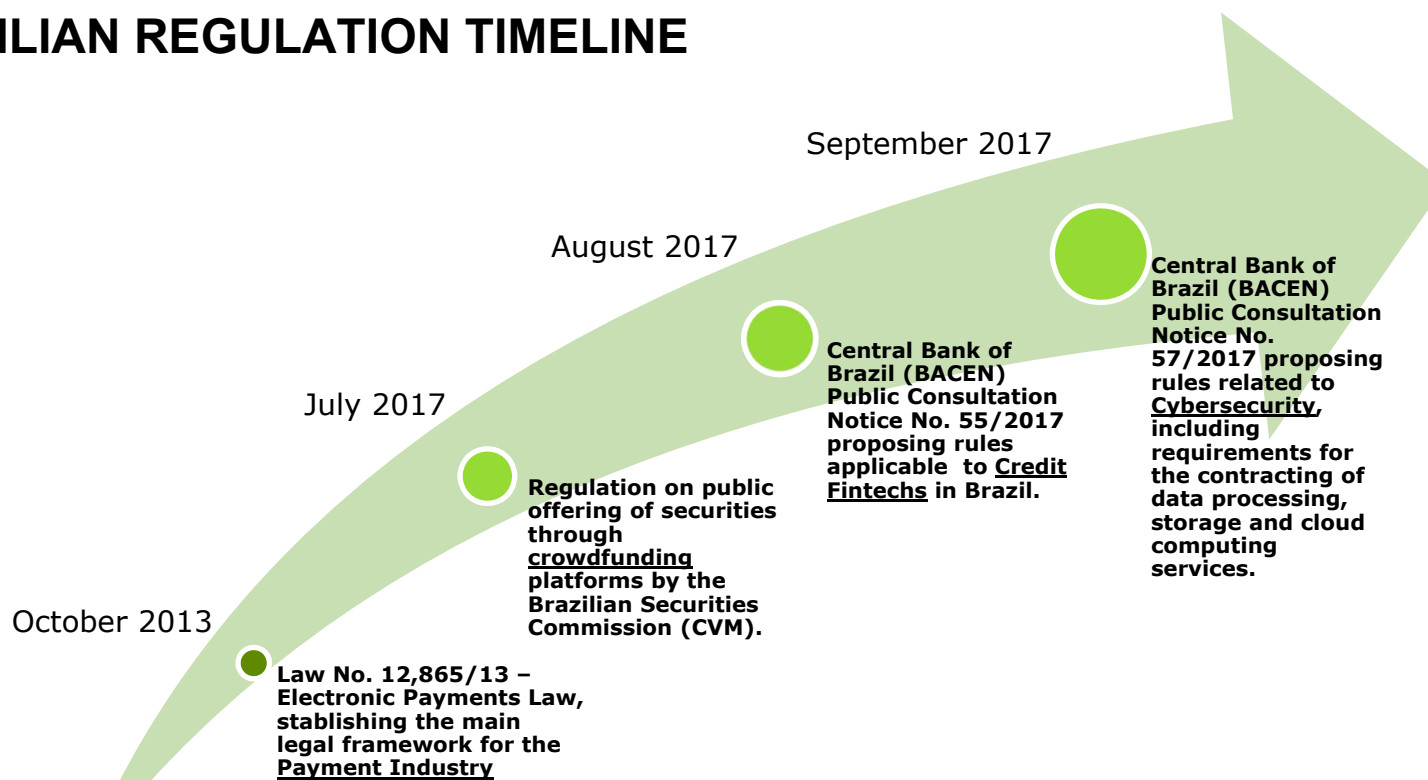 ILIAN REGULATION TIMELINE
October 2013
Law No. 12,865/13 –
Electronic Payments Law,
stablishing the main
legal framework for the
Payment Industry
July 2017
Regulation on public
offering of securities
through
crowdfunding
platforms by the
Brazilian Securities
Commission (CVM).
August 2017
Central Bank of
Brazil (BACEN)
Public Consultation
Notice No. 55/2017
proposing rules
applicable  to Credit
Fintechs in Brazil.
September 2017
Central Bank of
Brazil (BACEN)
Public Consultation
Notice No.
57/2017 proposing
rules related to
Cybersecurity,
including
requirements for
the contracting of
data processing,
storage and cloud
computing
services.